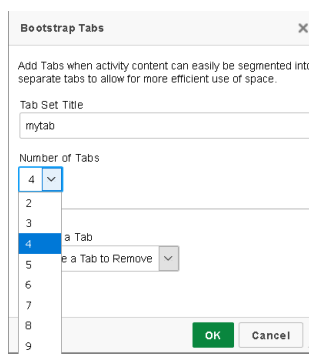 Bootstrap Tabs
Add Tabs when activity content can easily be segmented into
separate tabs to allow for more efficient use of space.
Tab Set Title
mytab
Number of Tabs
4
2
3
a Tab
4
e a Tab to Remove
5
6
7
8
9
OK Cancel